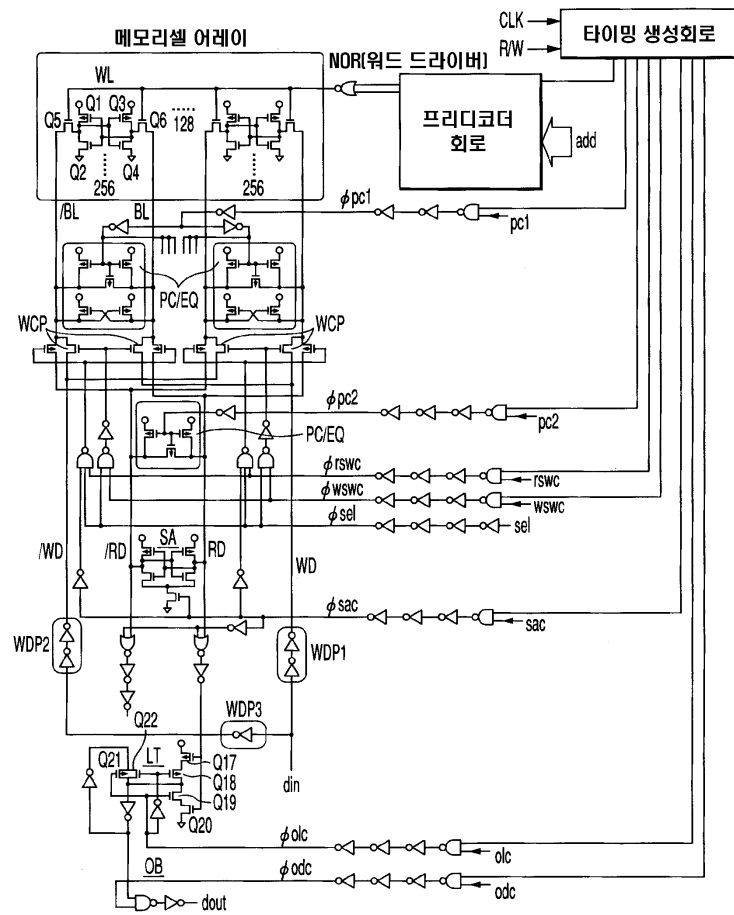 CLK
R/W
타이밍 생성회로
메모리셀 어레이
NOR(워드 드라이버)
WL
프리디코더
회로
add
Q1 Q3
Q5 Q6
128
Q2 Q4
256 256
/BL BL
ϕpc1
pc1
PC/EQ
WCP WCP
ϕpc2
pc2
PC/EQ
ϕrswc
rswc
ϕwswc
wswc
ϕsel
sel
/WD /RD SA RD WD
ϕsac
sac
WDP2 WDP1
WDP3
Q22
Q21 LT
Q17
Q18
Q19
Q20
din
ϕolc
olc
OB
ϕodc
odc
dout